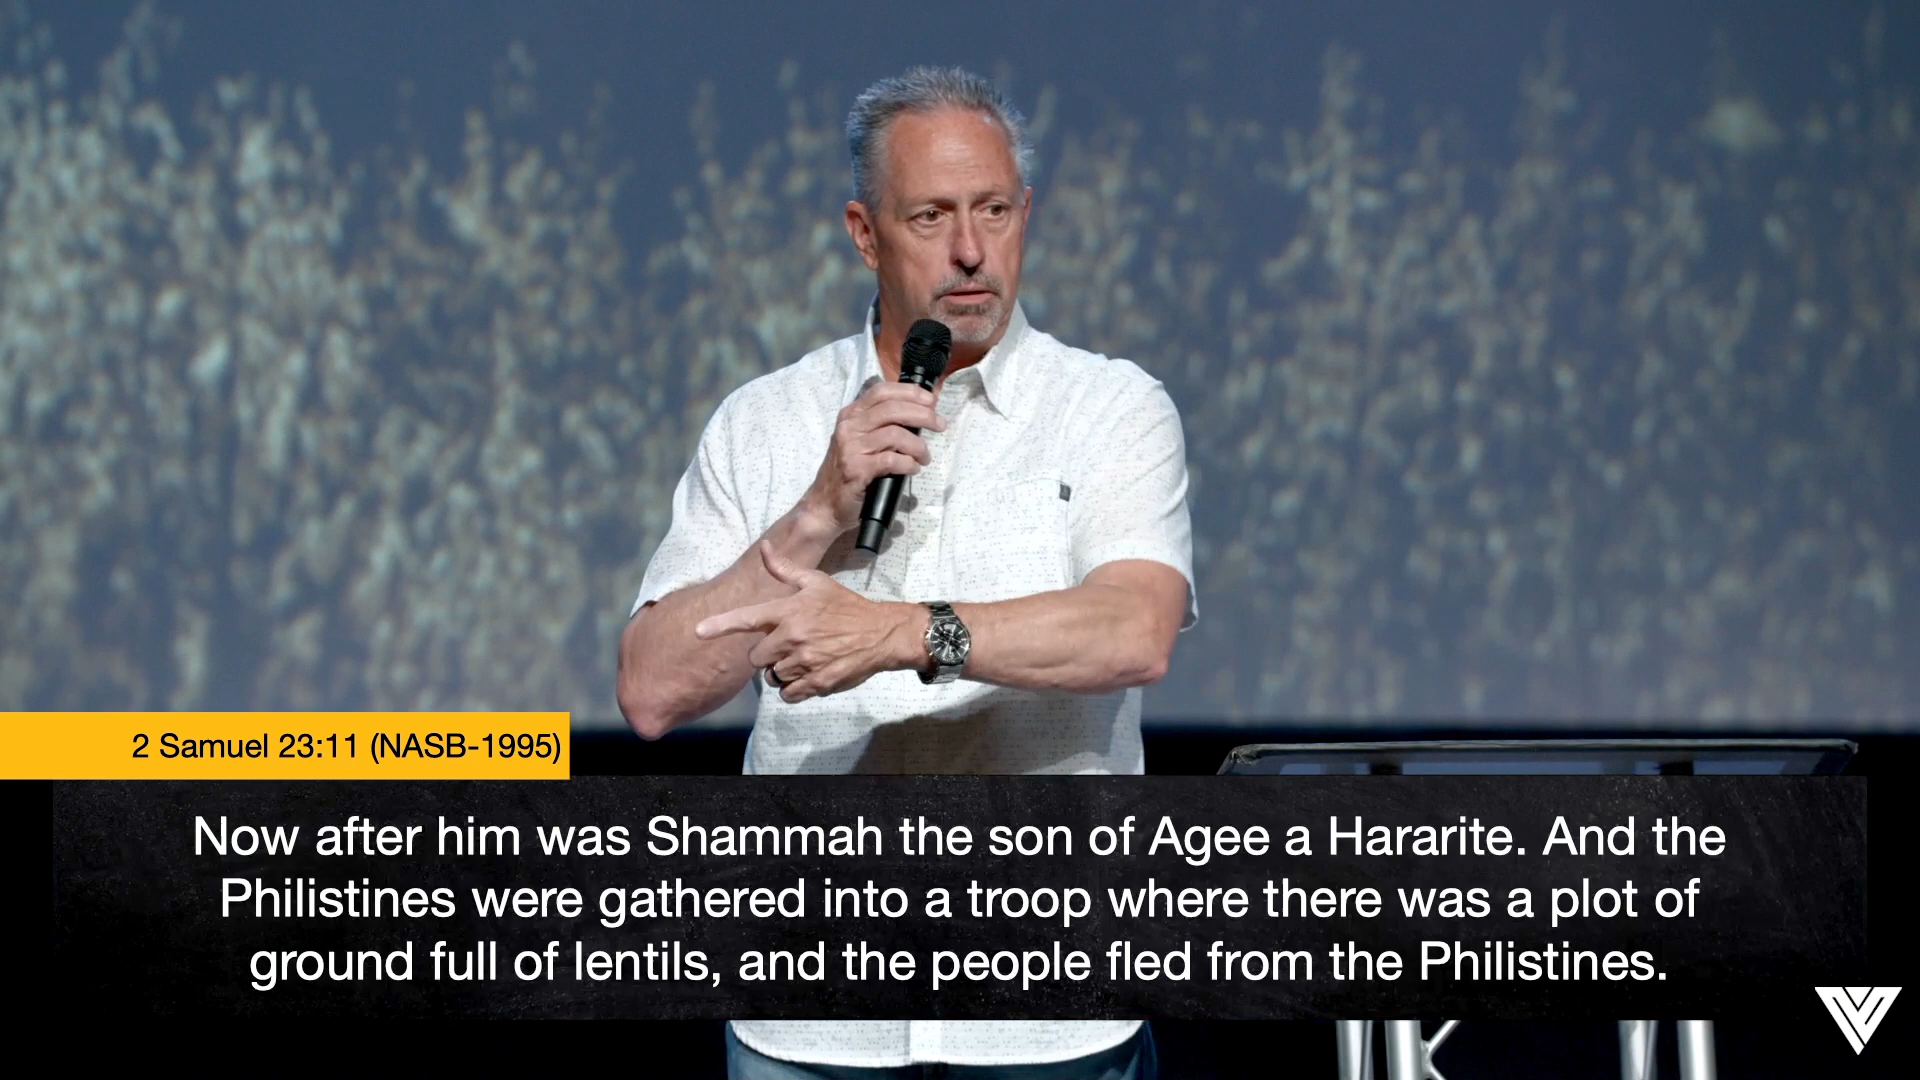 2 Samuel 23:11 (NASB-1995)
Now after him was Shammah the son of Agee a Hararite. And the
Philistines were gathered into a troop where there was a plot of
ground full of lentils, and the people fled from the Philistines.